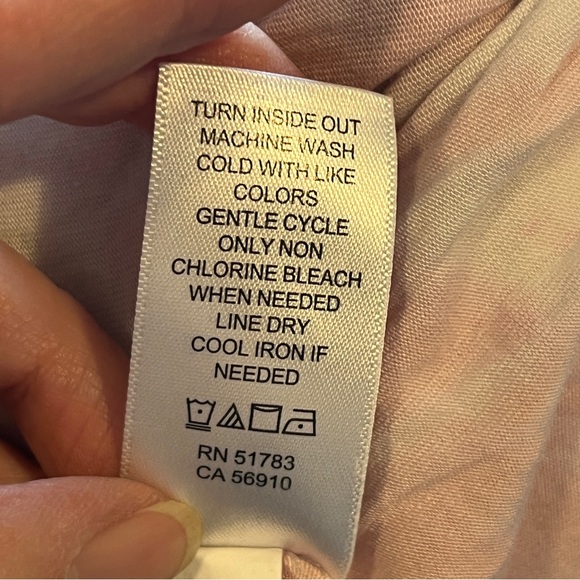 TURN INSIDE OUT
MACHINE WASH
COLD WITH LIKE
COLORS
GENTLE CYCLE
ONLY NON
CHLORINE BLEACH
WHEN NEEDED
LINE DRY
COOL IRON IF
NEEDED
RN 51783
CA 56910